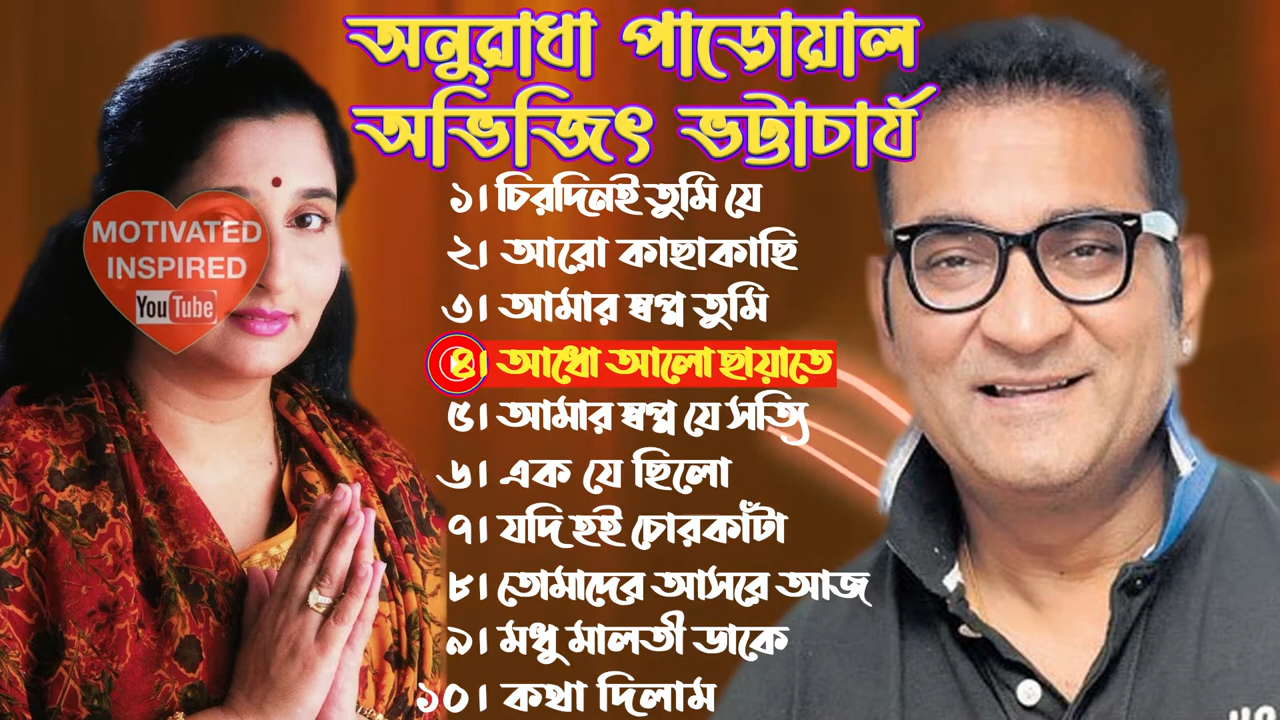 অনুরাধা পাড়োয়াল
অভিজিৎ ভট্টাচার্য
MOTIVATED
INSPIRED
YouTube
১। চিরদিনই তুমি যে
২। আরো কাছাকাছি
৩। আমার স্বপ্ন তুমি
৪। আধো আলো ছায়াতে
৫। আমার স্বপ্ন যে সত্যি
৬। এক যে ছিলো
৭। যদি হই চোরকাঁটা
৮। তোমাদের আসরে আজ
৯। মধু মালতী ডাকে
১০। কথা দিলাম